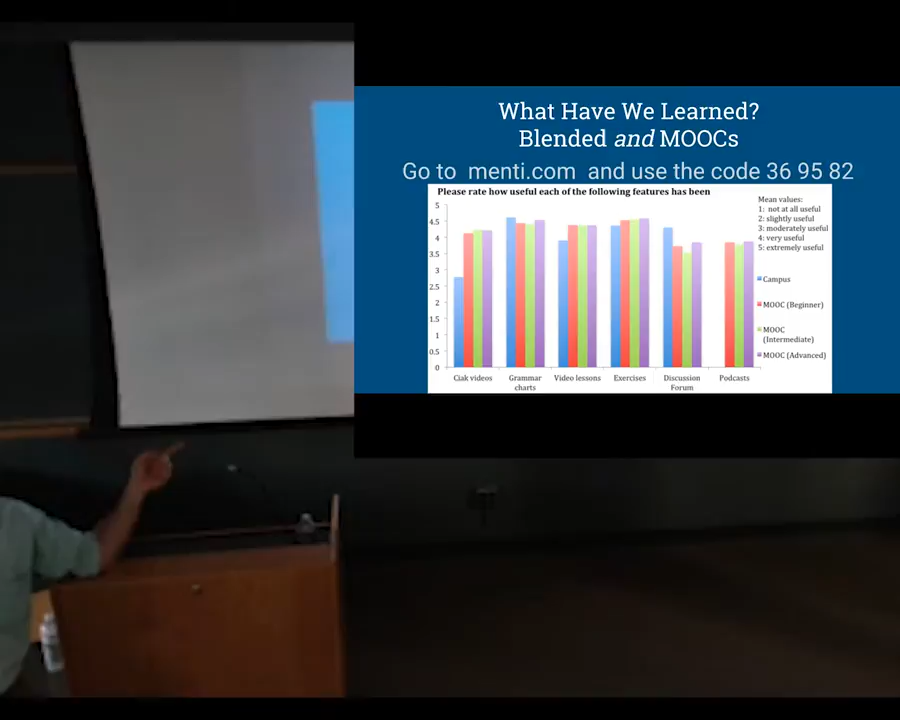 What Have We Learned?
Blended and MOOCs
Go to menti.com and use the code 36 95 82
Please rate how useful each of the following features has been
5
4.5
4
3.5
3
2.5
2
1.5
1
0.5
0
Ciak videos
Grammar charts
Video lessons
Exercises
Discussion Forum
Podcasts
Mean values:
1: not at all useful
2: slightly useful
3: moderately useful
4: very useful
5: extremely useful
Campus
MOOC (Beginner)
MOOC
(Intermediate)
MOOC (Advanced)